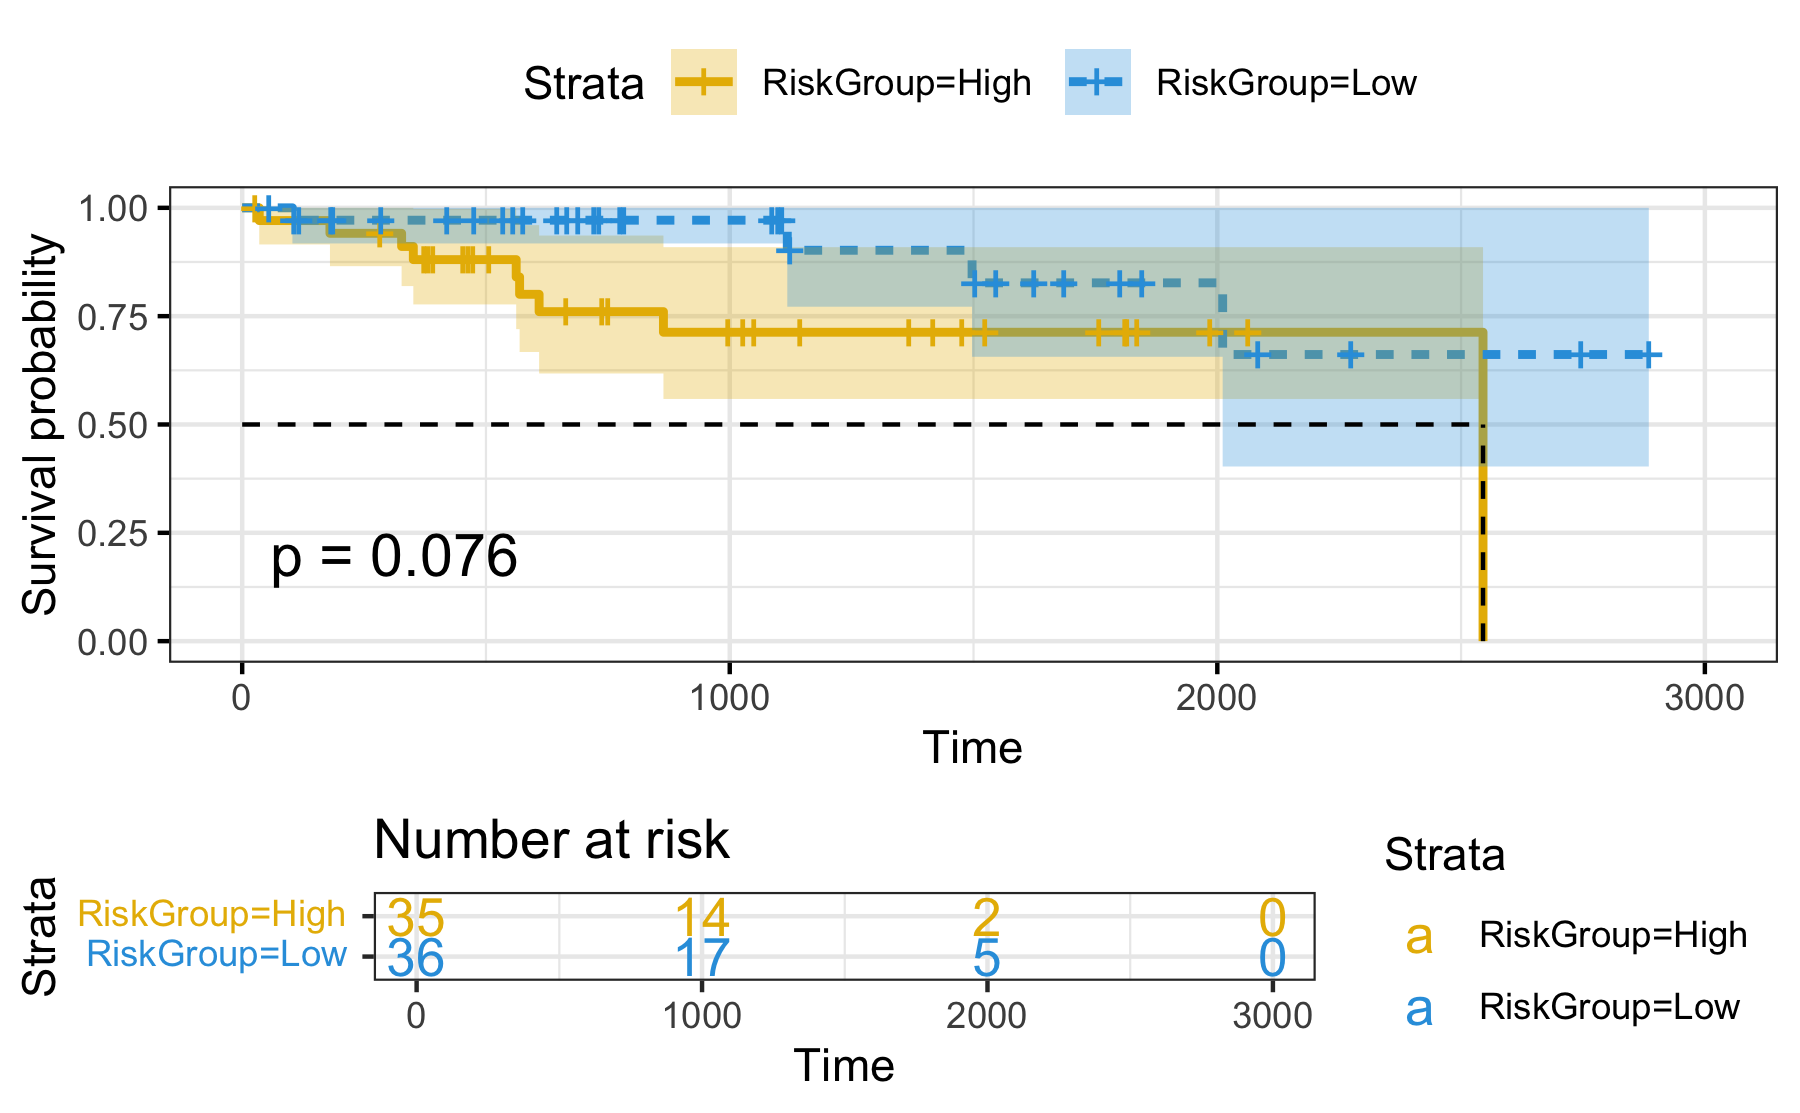 Strata RiskGroup=High RiskGroup=Low
Survival probability
1.00
0.75
0.50
0.25
0.00
p = 0.076
0 1000 2000 3000
Time
Number at risk
Strata
RiskGroup=High 35 14 2 0
RiskGroup=Low 36 17 5 0
0 1000 2000 3000
Time
Strata
a RiskGroup=High
a RiskGroup=Low